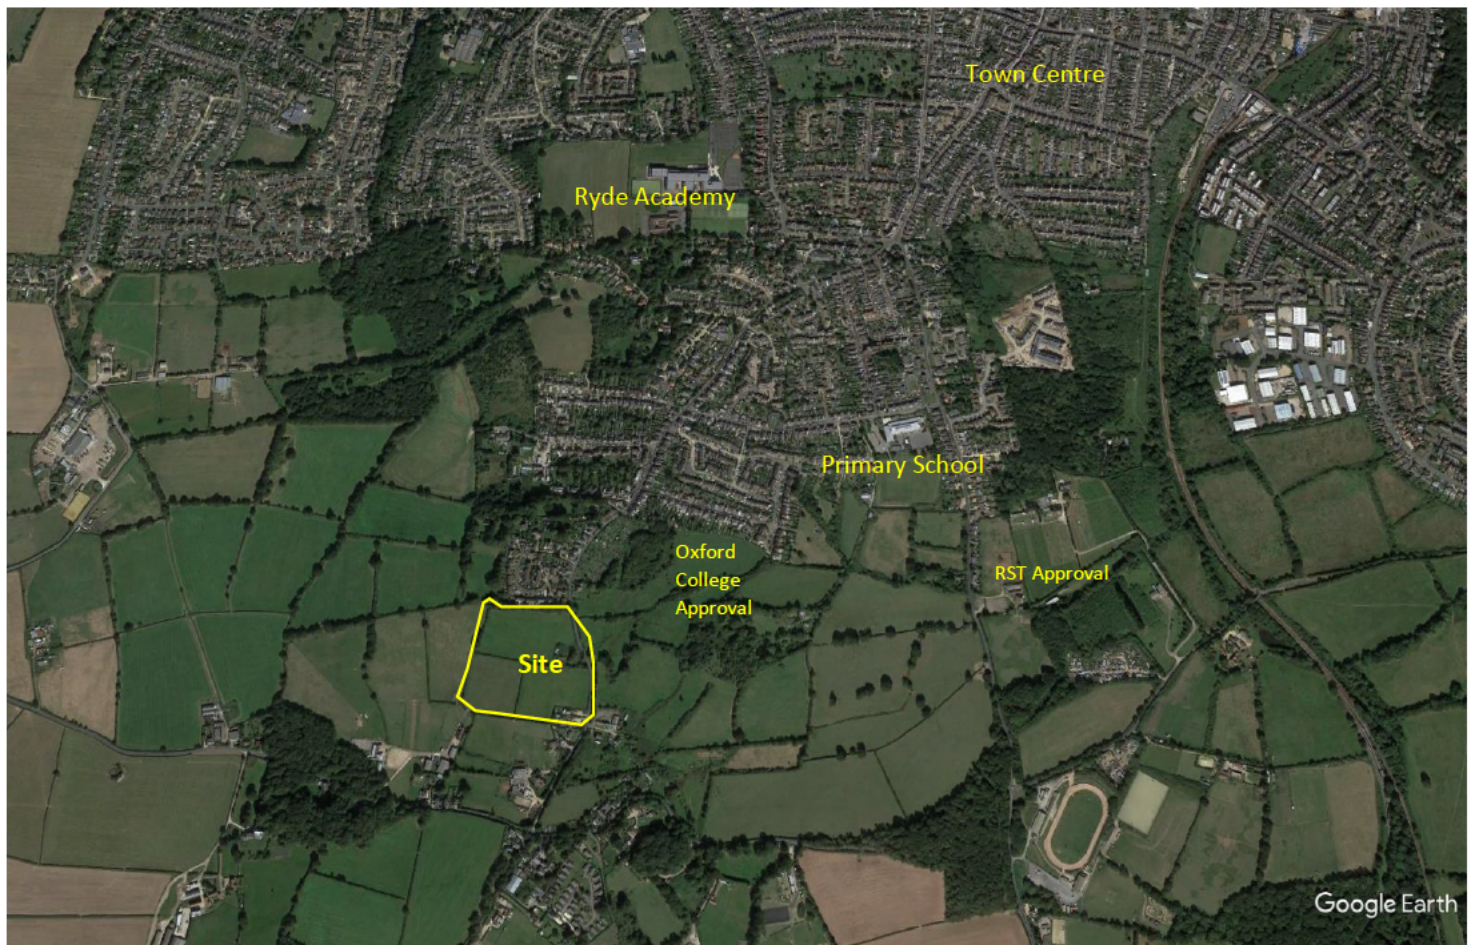 Town Centre
Ryde Academy
Primary School
Oxford
College
Approval
RST Approval
Site
Google Earth